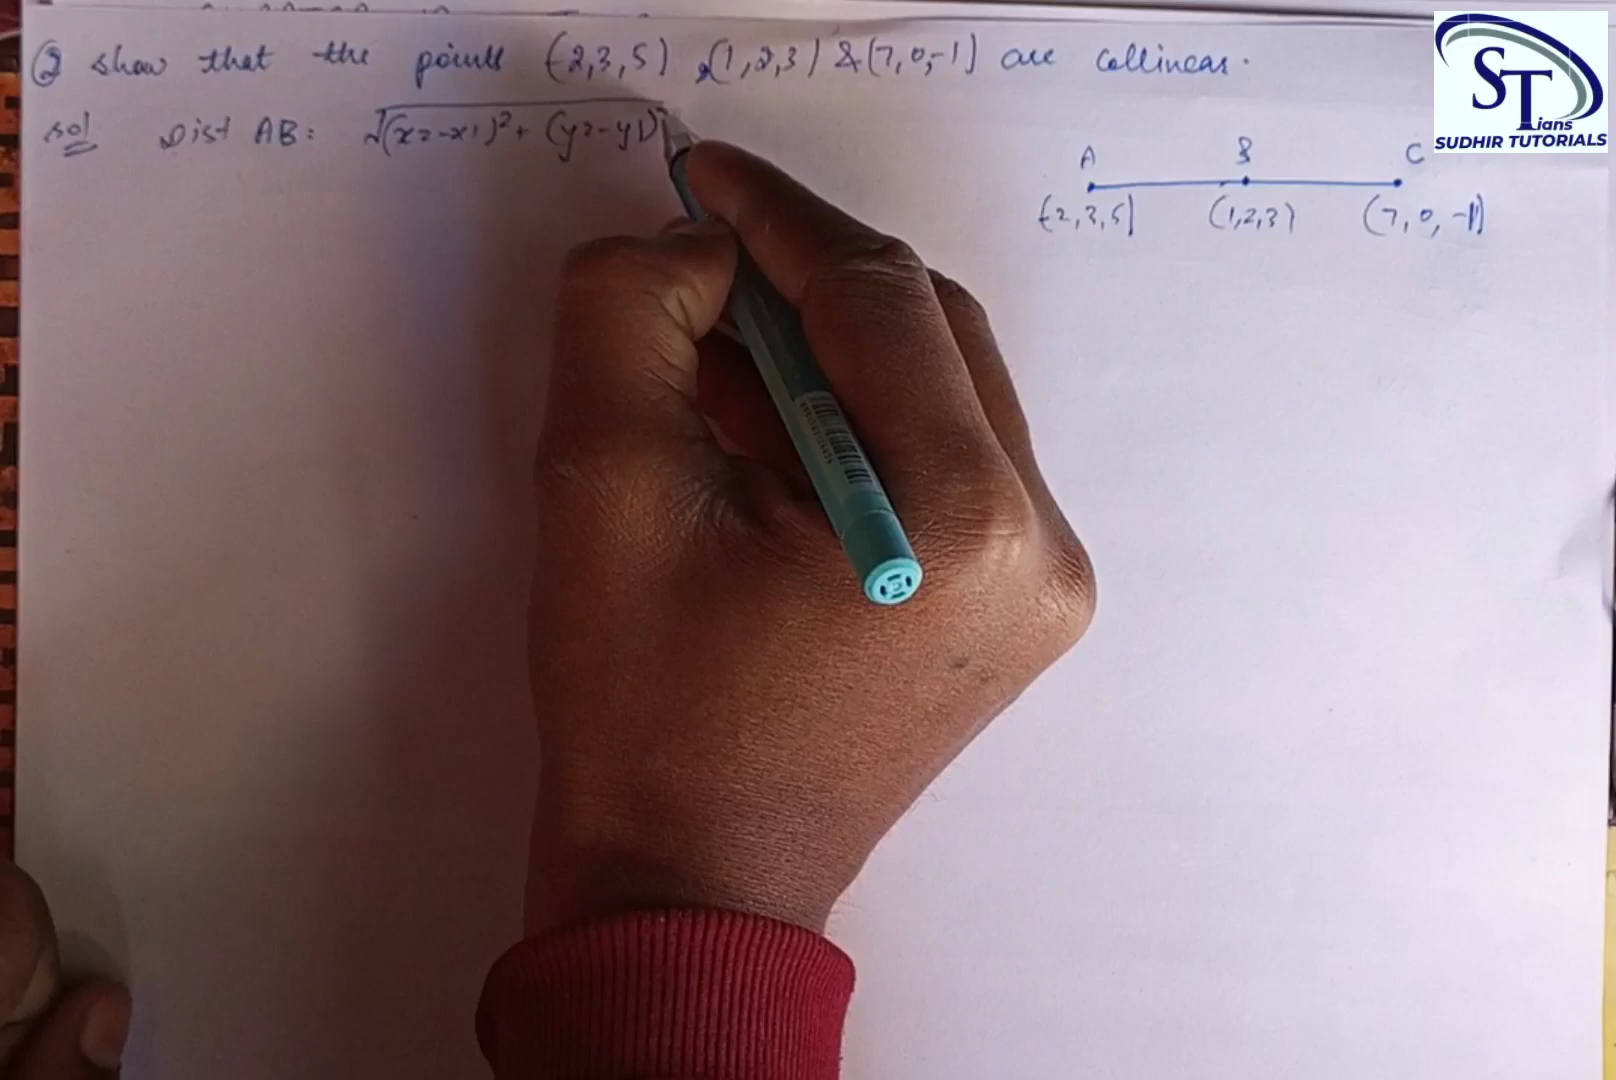 Q show that the points (-2,3,5) ,(1,2,3) & (7,0,-1) are collinear.
sol Dist AB: √(x2-x1)²+(y2-y1)²
A B C
(-2,3,5) (1,2,3) (7,0,-1)
ST
ians
SUDHIR TUTORIALS